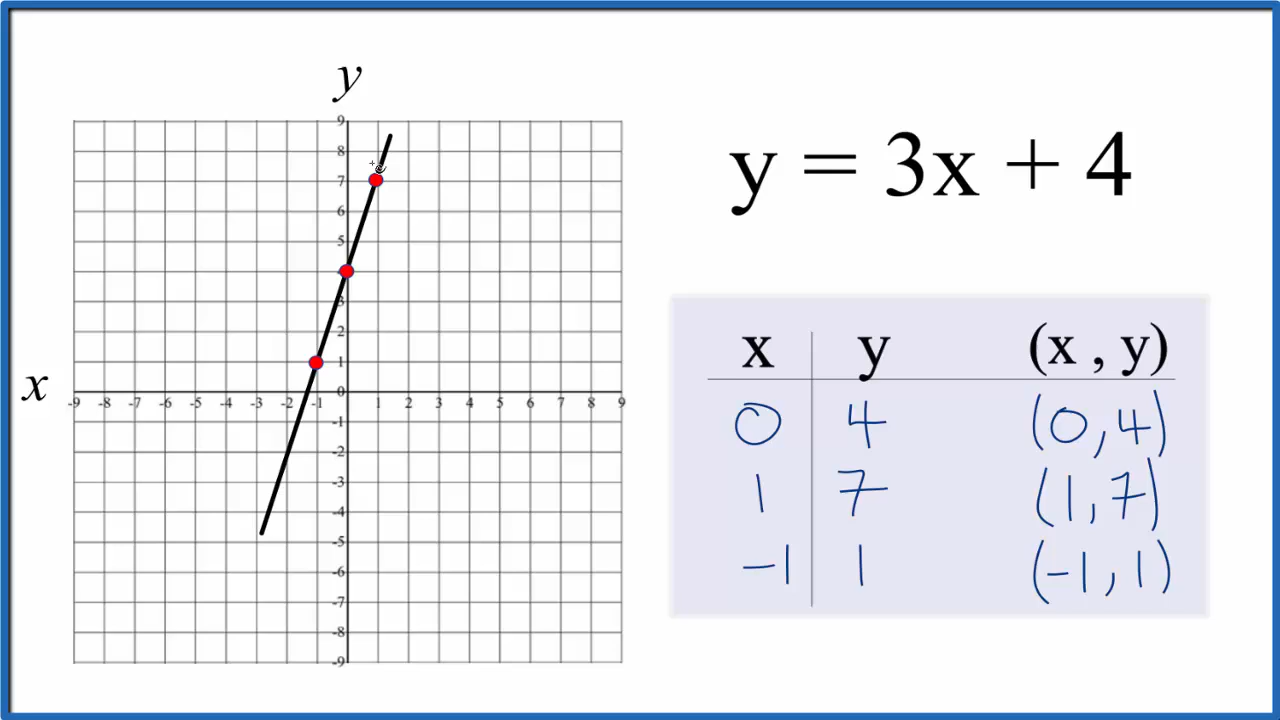 y
9
8
7
6
5
3
2
1
0
x
-9 -8 -7 -6 -5 -4 -3 -2 -1 1 2 3 4 5 6 7 8 9
-1
-2
-3
-4
-5
-6
-7
-8
-9
y = 3x + 4
x y (x , y)
0 4 (0, 4)
1 7 (1, 7)
-1 1 (-1, 1)